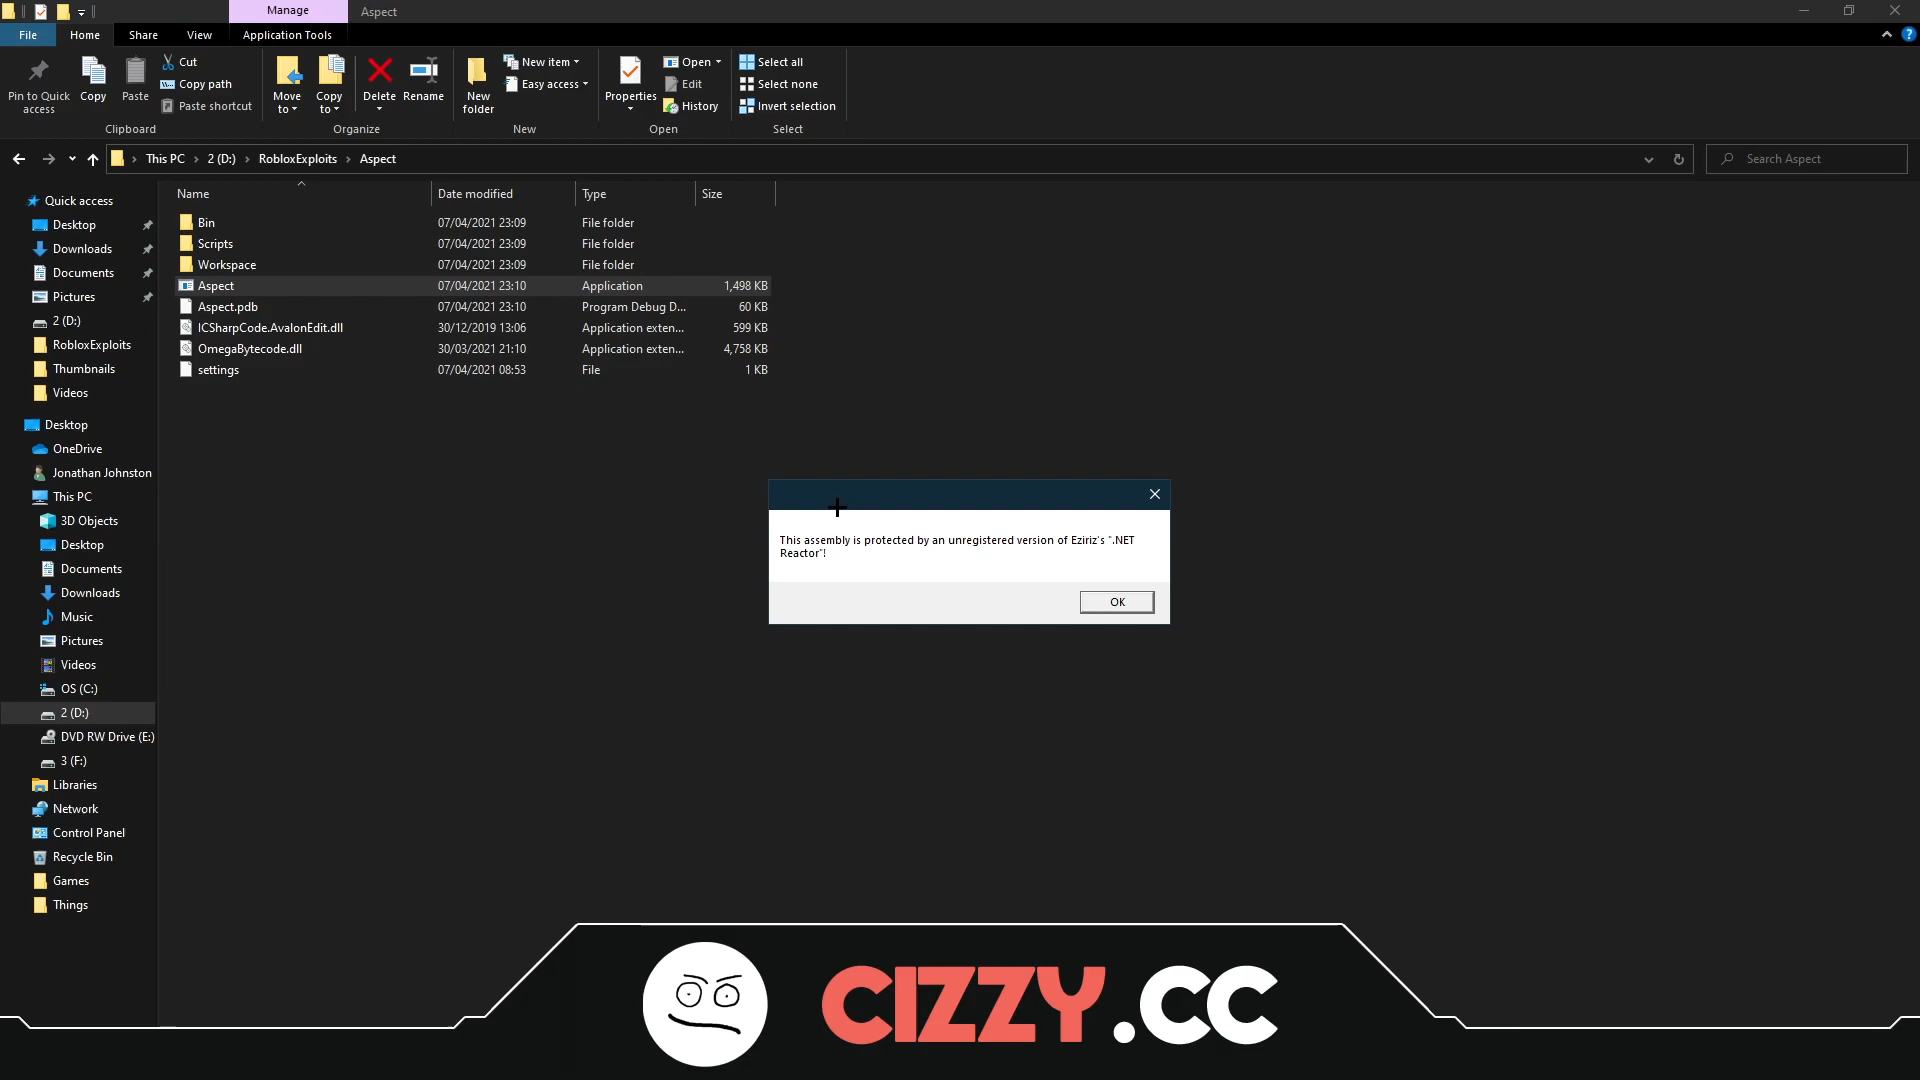 Manage
Aspect
File
Home
Share
View
Application Tools
Pin to Quick
access
Copy
Paste
Cut
Copy path
Paste shortcut
Clipboard
Move
to
Copy
to
Delete
Rename
Organize
New
folder
New item
Easy access
New
Properties
Open
Edit
History
Open
Select all
Select none
Invert selection
Select
This PC
2 (D:)
RobloxExploits
Aspect
Search Aspect
Name
Date modified
Type
Size
Bin 07/04/2021 23:09 File folder
Scripts 07/04/2021 23:09 File folder
Workspace 07/04/2021 23:09 File folder
Aspect 07/04/2021 23:10 Application 1,498 KB
Aspect.pdb 07/04/2021 23:10 Program Debug D... 60 KB
ICSharpCode.AvalonEdit.dll 30/12/2019 13:06 Application exten... 599 KB
OmegaBytecode.dll 30/03/2021 21:10 Application exten... 4,758 KB
settings 07/04/2021 08:53 File 1 KB
Quick access
Desktop
Downloads
Documents
Pictures
2 (D:)
RobloxExploits
Thumbnails
Videos
Desktop
OneDrive
Jonathan Johnston
This PC
3D Objects
Desktop
Documents
Downloads
Music
Pictures
Videos
OS (C:)
2 (D:)
DVD RW Drive (E:)
3 (F:)
Libraries
Network
Control Panel
Recycle Bin
Games
Things
This assembly is protected by an unregistered version of Eziriz's ".NET
Reactor"!
OK
CIZZY.CC